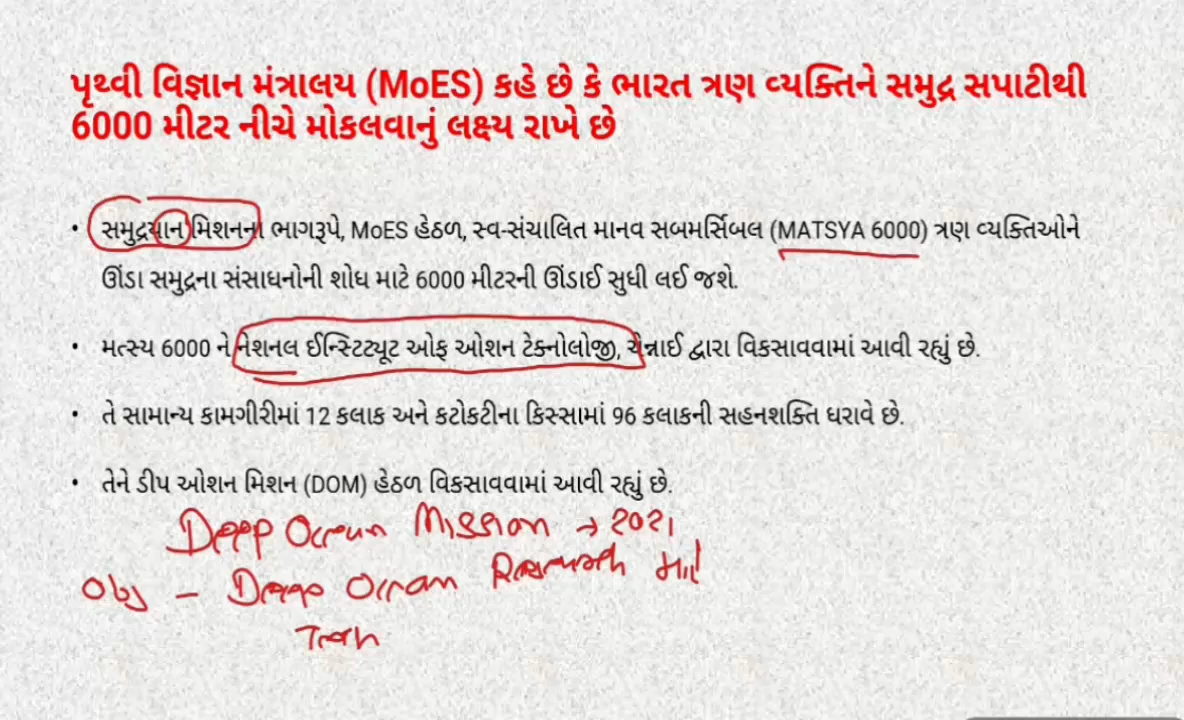 પૃથ્વી વિજ્ઞાન મંત્રાલય (MoES) કહે છે કે ભારત ત્રણ વ્યક્તિને સમુદ્ર સપાટીથી
6000 મીટર નીચે મોકલવાનું લક્ષ્ય રાખે છે
• સમુદ્રયાન મિશનના ભાગરૂપે, MoES હેઠળ, સ્વ-સંચાલિત માનવ સબમર્સિબલ (MATSYA 6000) ત્રણ વ્યક્તિઓને
ઊંડા સમુદ્રના સંસાધનોની શોધ માટે 6000 મીટરની ઊંડાઈ સુધી લઈ જશે.
• મત્સ્ય 6000 ને નેશનલ ઈન્સ્ટિટ્યૂટ ઓફ ઓશન ટેક્નોલોજી, ચેન્નાઈ દ્વારા વિકસાવવામાં આવી રહ્યું છે.
• તે સામાન્ય કામગીરીમાં 12 કલાક અને કટોકટીના કિસ્સામાં 96 કલાકની સહનશક્તિ ધરાવે છે.
• તેને ડીપ ઓશન મિશન (DOM) હેઠળ વિકસાવવામાં આવી રહ્યું છે.
Deep Ocean Mission → 2021
Obj - Deep Ocean Research માટે
Tech